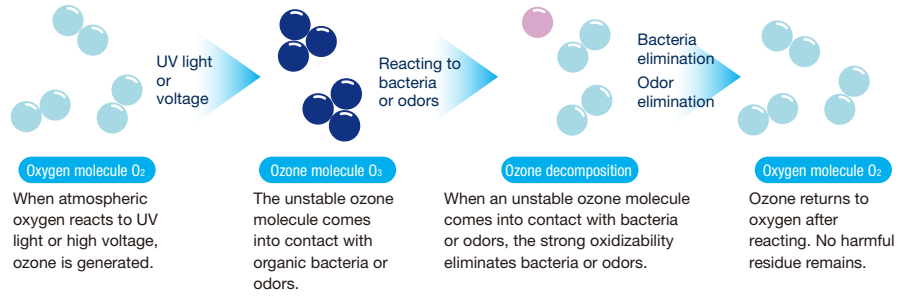 UV light
or
voltage
Reacting to
bacteria
or odors
Bacteria
elimination
Odor
elimination
Oxygen molecule O₂
When atmospheric
oxygen reacts to UV
light or high voltage,
ozone is generated.
Ozone molecule O₃
The unstable ozone
molecule comes
into contact with
organic bacteria or
odors.
Ozone decomposition
When an unstable ozone molecule
comes into contact with bacteria
or odors, the strong oxidizability
eliminates bacteria or odors.
Oxygen molecule O₂
Ozone returns to
oxygen after
reacting. No harmful
residue remains.